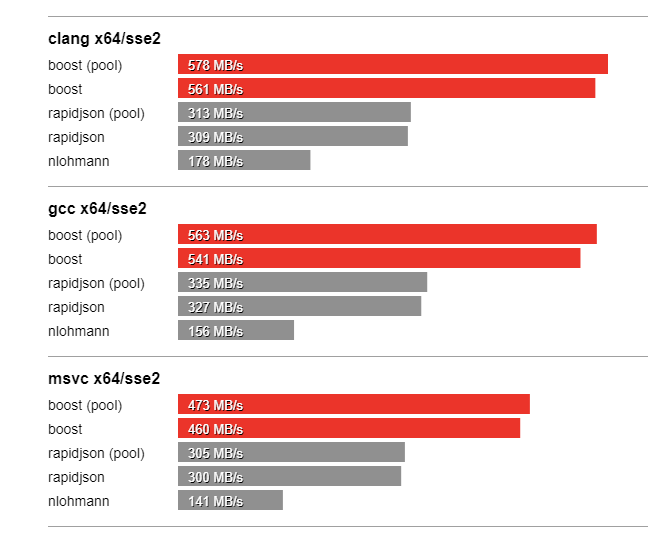 clang x64/sse2
boost (pool) 578 MB/s
boost 561 MB/s
rapidjson (pool) 313 MB/s
rapidjson 309 MB/s
nlohmann 178 MB/s
gcc x64/sse2
boost (pool) 563 MB/s
boost 541 MB/s
rapidjson (pool) 335 MB/s
rapidjson 327 MB/s
nlohmann 156 MB/s
msvc x64/sse2
boost (pool) 473 MB/s
boost 460 MB/s
rapidjson (pool) 305 MB/s
rapidjson 300 MB/s
nlohmann 141 MB/s